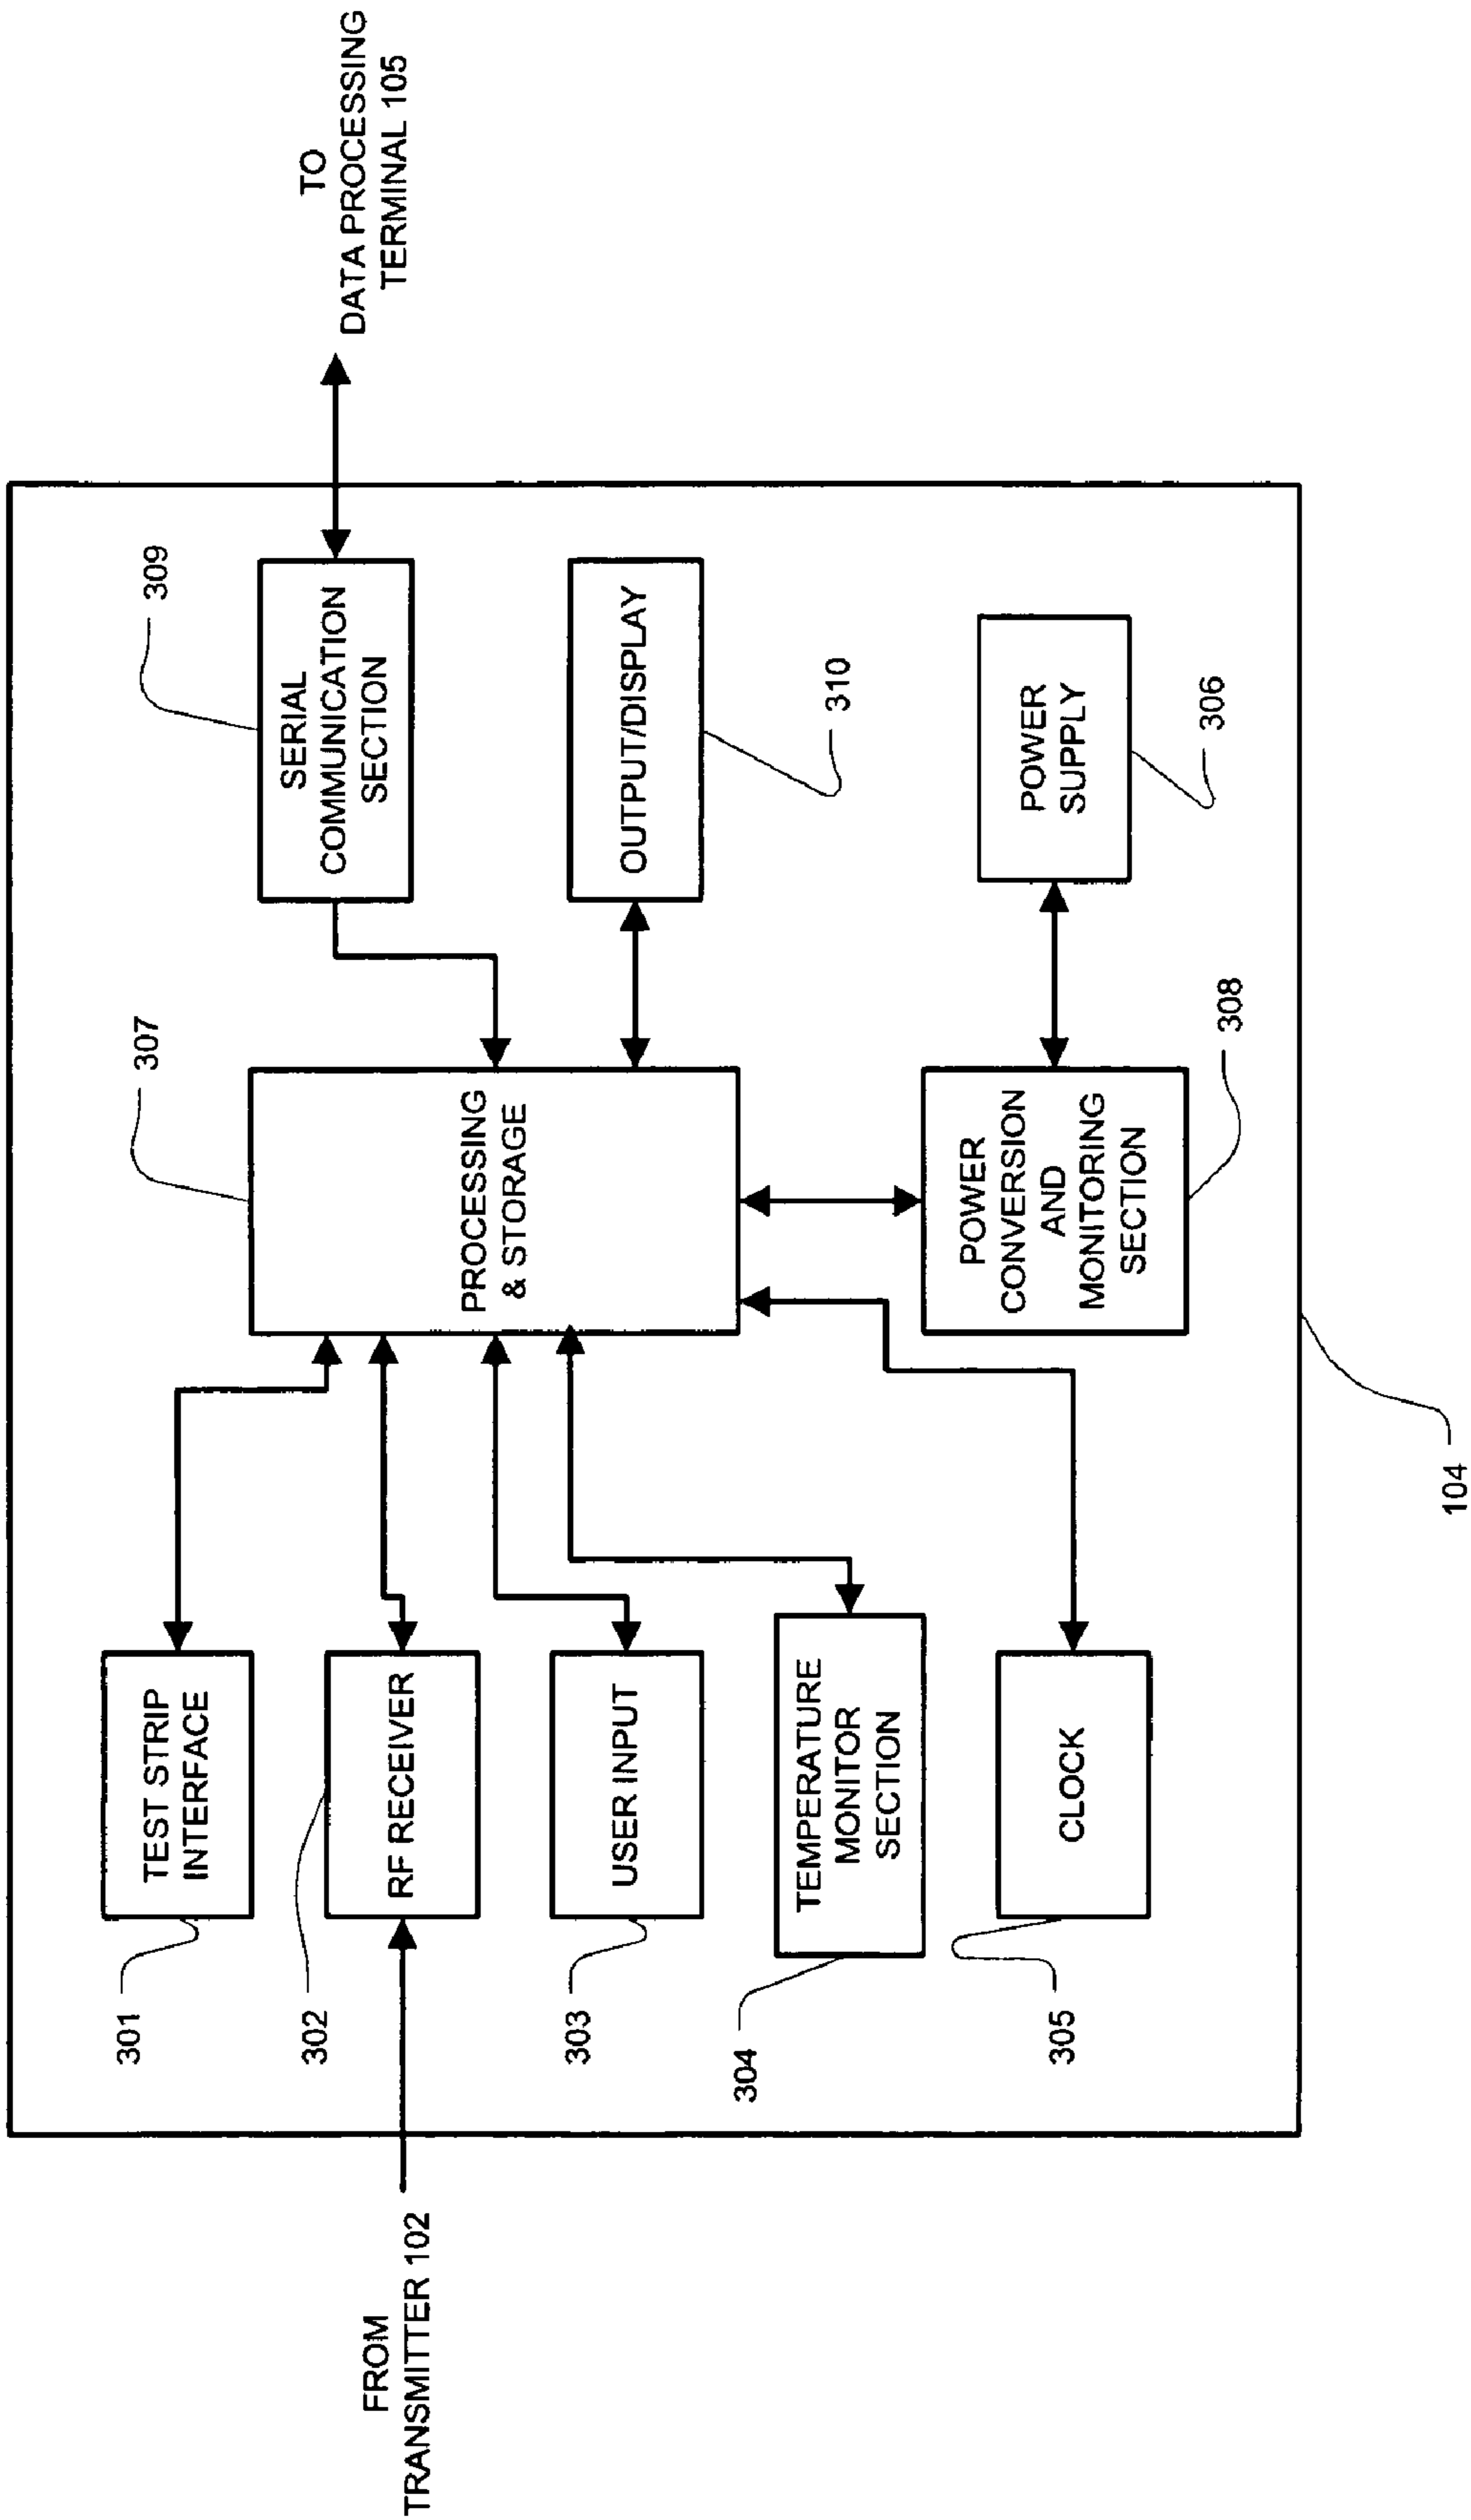 FROM
TRANSMITTER 102
301
TEST STRIP
INTERFACE
302
RF RECEIVER
303
USER INPUT
304
TEMPERATURE
MONITOR
SECTION
305
CLOCK
307
PROCESSING
& STORAGE
POWER
CONVERSION
AND
MONITORING
SECTION
308
309
SERIAL
COMMUNICATION
SECTION
OUTPUT/DISPLAY
310
POWER
SUPPLY
306
TO
DATA PROCESSING
TERMINAL 105
104